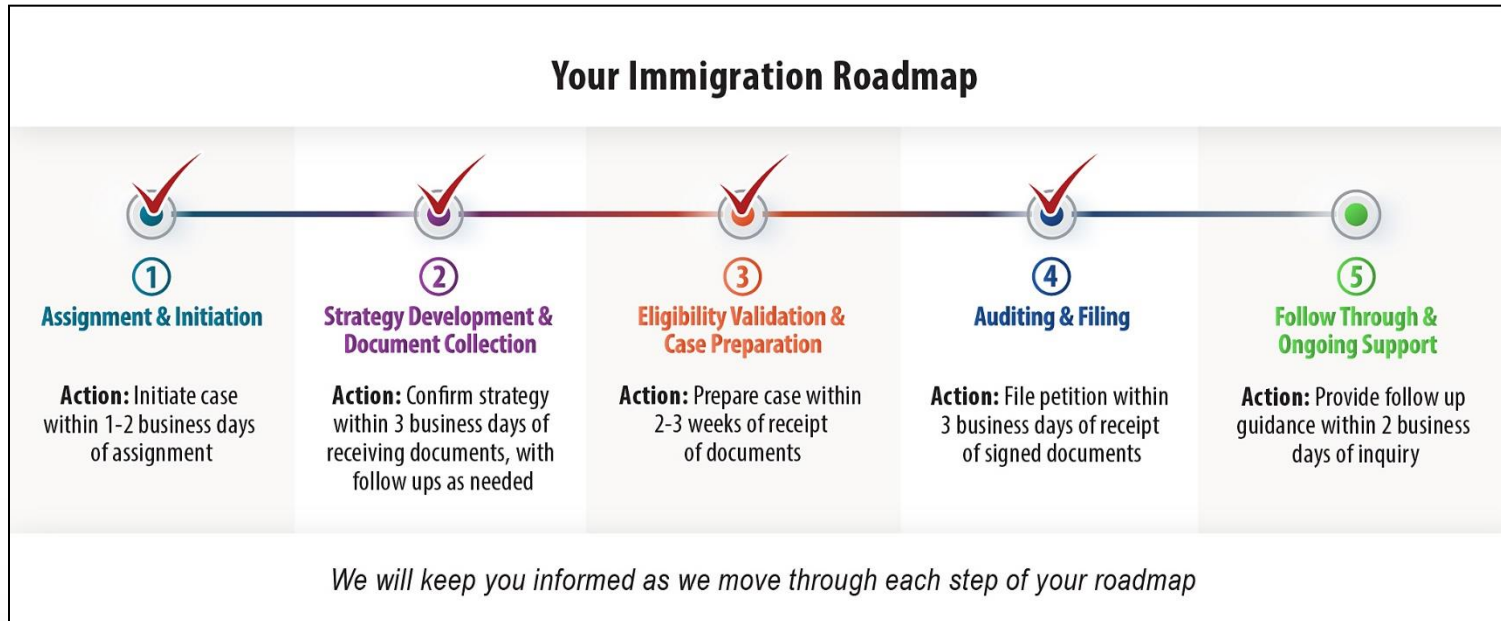 Your Immigration Roadmap
1
Assignment & Initiation
Action: Initiate case
within 1-2 business days
of assignment
2
Strategy Development &
Document Collection
Action: Confirm strategy
within 3 business days of
receiving documents, with
follow ups as needed
3
Eligibility Validation &
Case Preparation
Action: Prepare case within
2-3 weeks of receipt
of documents
4
Auditing & Filing
Action: File petition within
3 business days of receipt
of signed documents
5
Follow Through &
Ongoing Support
Action: Provide follow up
guidance within 2 business
days of inquiry
We will keep you informed as we move through each step of your roadmap